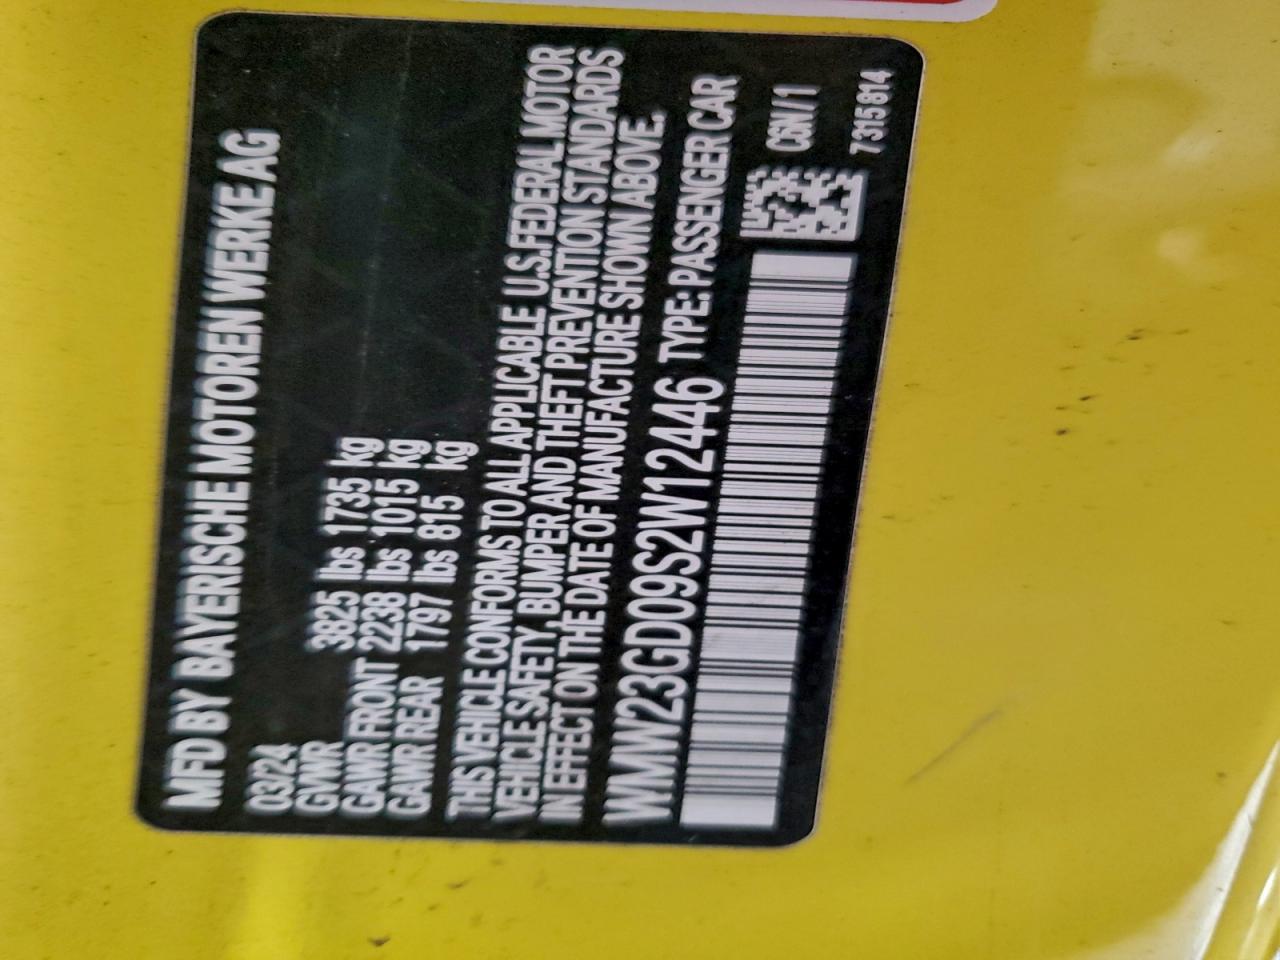 MFD BY BAYERISCHE MOTOREN WERKE AG
03/24
GVWR 3825 lbs 1735 kg
GAWR FRONT 2238 lbs 1015 kg
GAWR REAR 1797 lbs 815 kg
THIS VEHICLE CONFORMS TO ALL APPLICABLE U.S.FEDERAL MOTOR
VEHICLE SAFETY, BUMPER AND THEFT PREVENTION STANDARDS
IN EFFECT ON THE DATE OF MANUFACTURE SHOWN ABOVE.
WMW23GD09S2W12446 TYPE: PASSENGER CAR
C6N/1
7315814